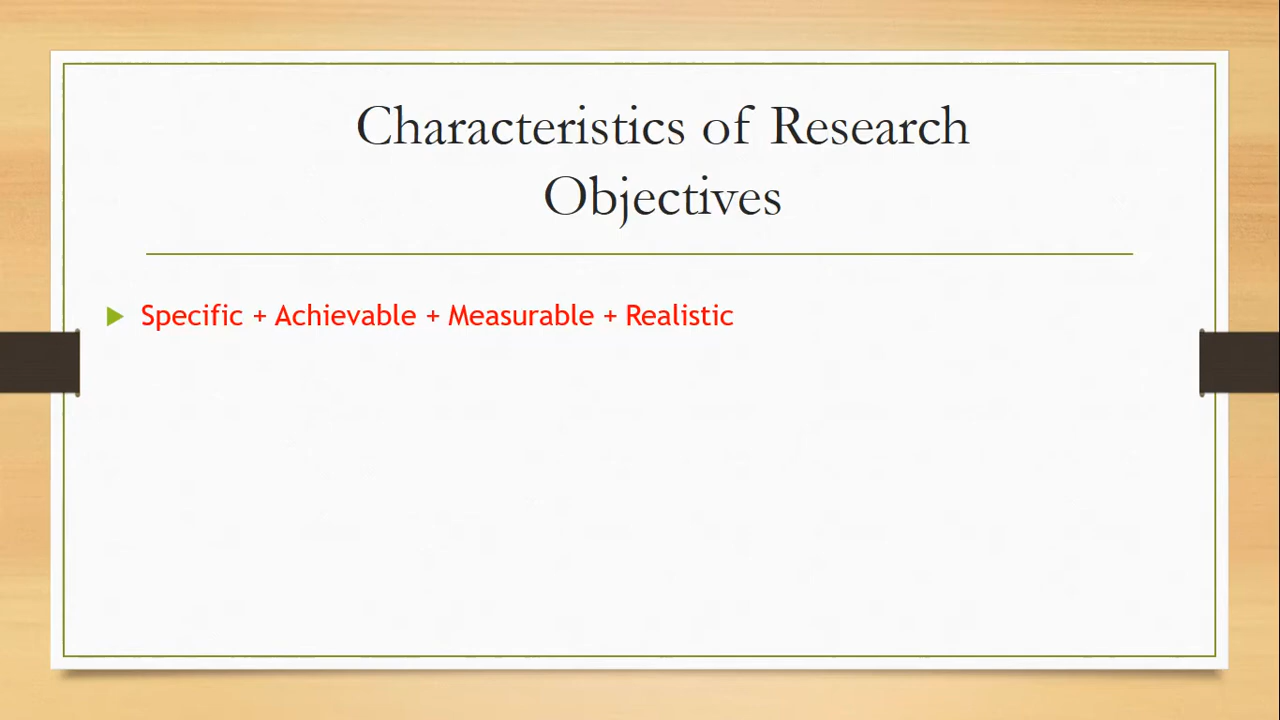 Characteristics of Research
Objectives
Specific + Achievable + Measurable + Realistic